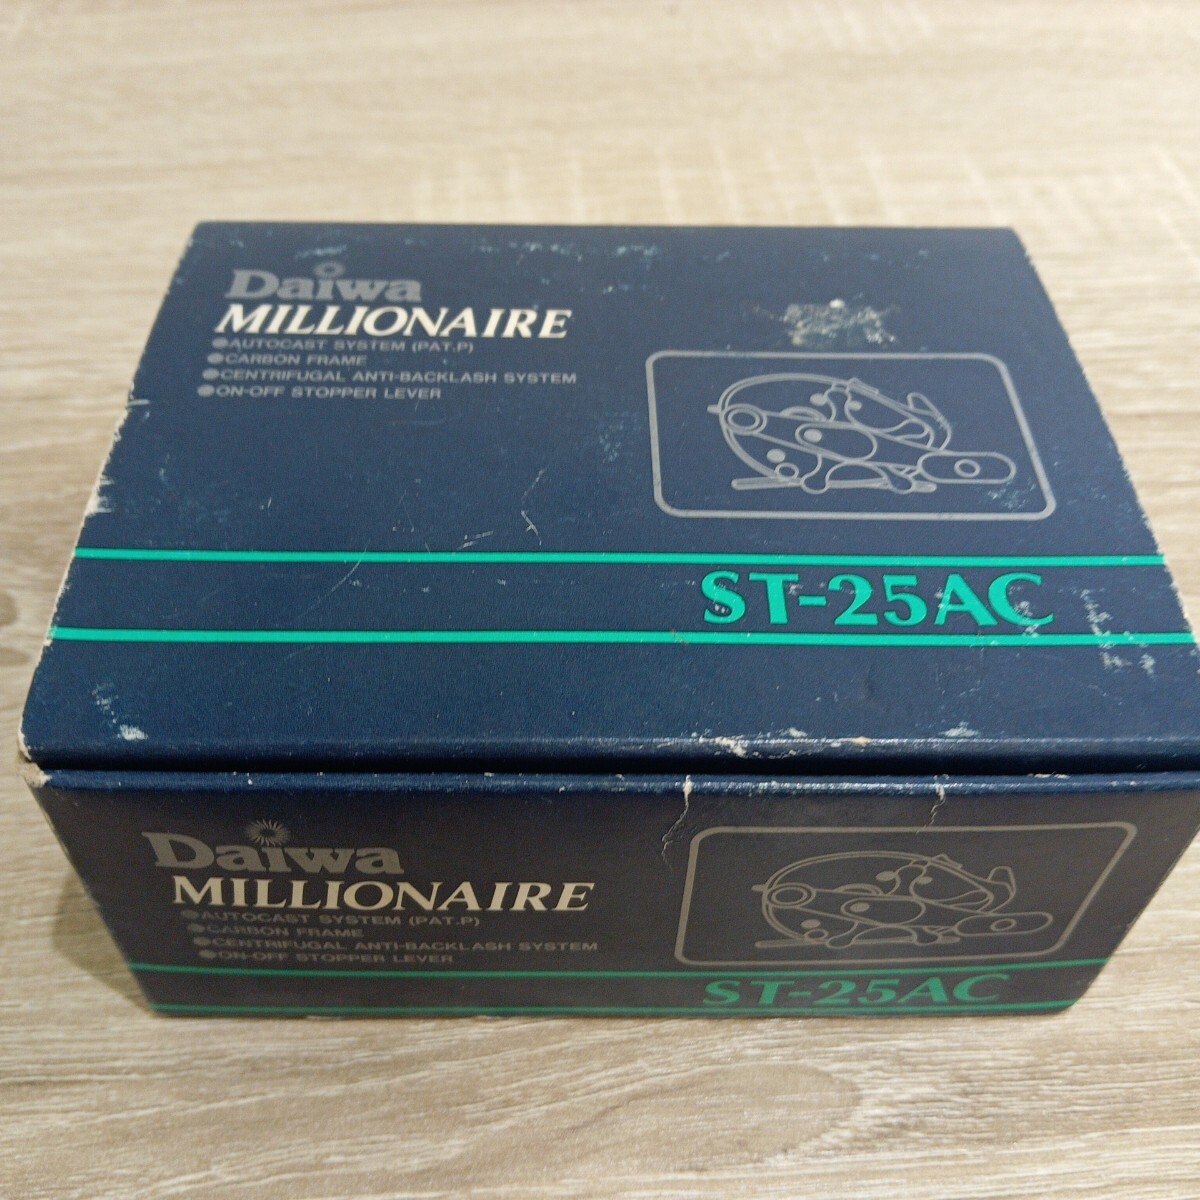 Daiwa
MILLIONAIRE
●AUTOCAST SYSTEM (PAT.P)
●CARBON FRAME
●CENTRIFUGAL ANTI-BACKLASH SYSTEM
●ON-OFF STOPPER LEVER
ST-25AC
Daiwa
MILLIONAIRE
●AUTOCAST SYSTEM (PAT.P)
●CARBON FRAME
●CENTRIFUGAL ANTI-BACKLASH SYSTEM
●ON-OFF STOPPER LEVER
ST-25AC